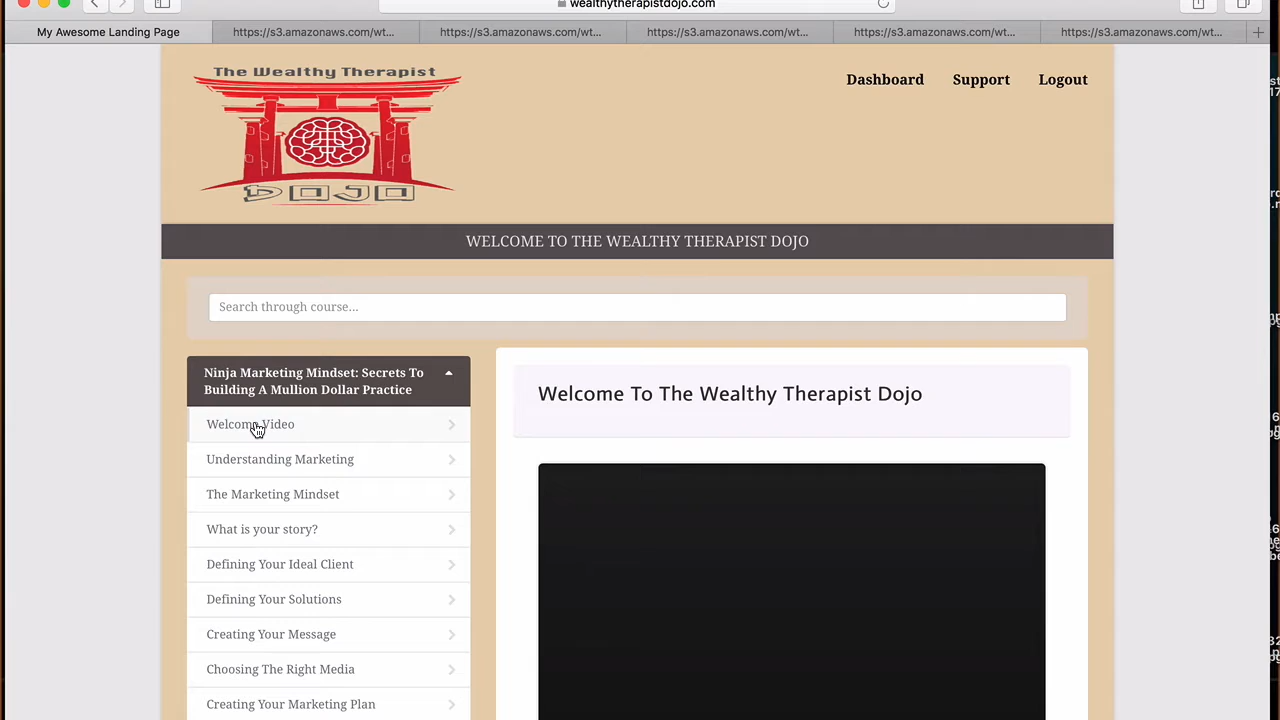 wealthytherapistdojo.com
My Awesome Landing Page
https://s3.amazonaws.com/wt...
https://s3.amazonaws.com/wt...
https://s3.amazonaws.com/wt...
https://s3.amazonaws.com/wt...
https://s3.amazonaws.com/wt...
The Wealthy Therapist
DOJO
Dashboard
Support
Logout
WELCOME TO THE WEALTHY THERAPIST DOJO
Search through course...
Ninja Marketing Mindset: Secrets To
Building A Mullion Dollar Practice
Welcome Video
Understanding Marketing
The Marketing Mindset
What is your story?
Defining Your Ideal Client
Defining Your Solutions
Creating Your Message
Choosing The Right Media
Creating Your Marketing Plan
Welcome To The Wealthy Therapist Dojo